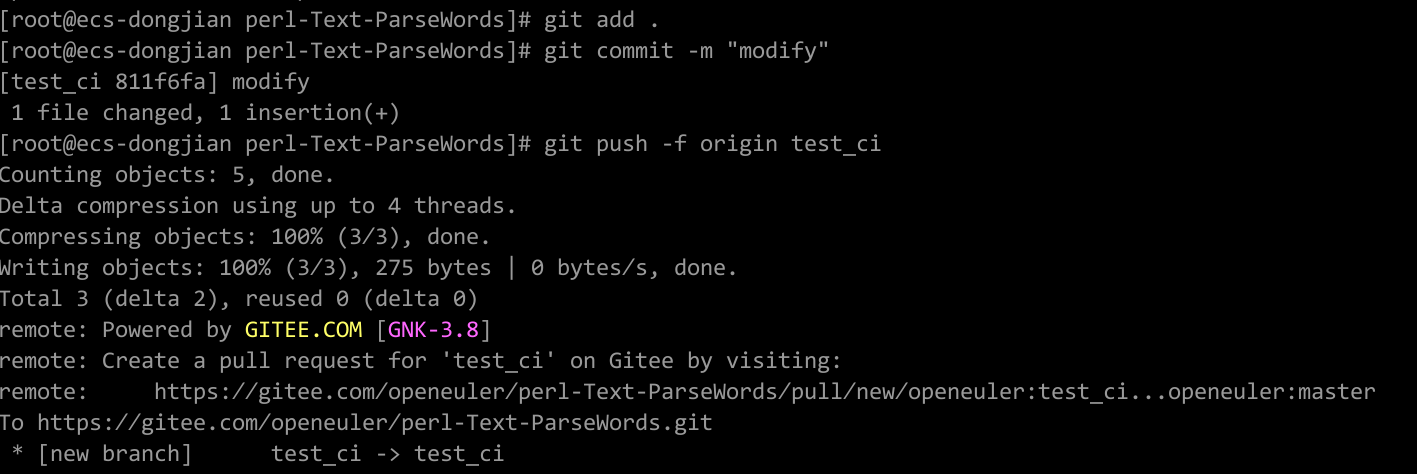 [root@ecs-dongjian perl-Text-ParseWords]# git add .
[root@ecs-dongjian perl-Text-ParseWords]# git commit -m "modify"
[test_ci 811f6fa] modify
 1 file changed, 1 insertion(+)
[root@ecs-dongjian perl-Text-ParseWords]# git push -f origin test_ci
Counting objects: 5, done.
Delta compression using up to 4 threads.
Compressing objects: 100% (3/3), done.
Writing objects: 100% (3/3), 275 bytes | 0 bytes/s, done.
Total 3 (delta 2), reused 0 (delta 0)
remote: Powered by GITEE.COM [GNK-3.8]
remote: Create a pull request for 'test_ci' on Gitee by visiting:
remote:     https://gitee.com/openeuler/perl-Text-ParseWords/pull/new/openeuler:test_ci...openeuler:master
To https://gitee.com/openeuler/perl-Text-ParseWords.git
 * [new branch]      test_ci -> test_ci